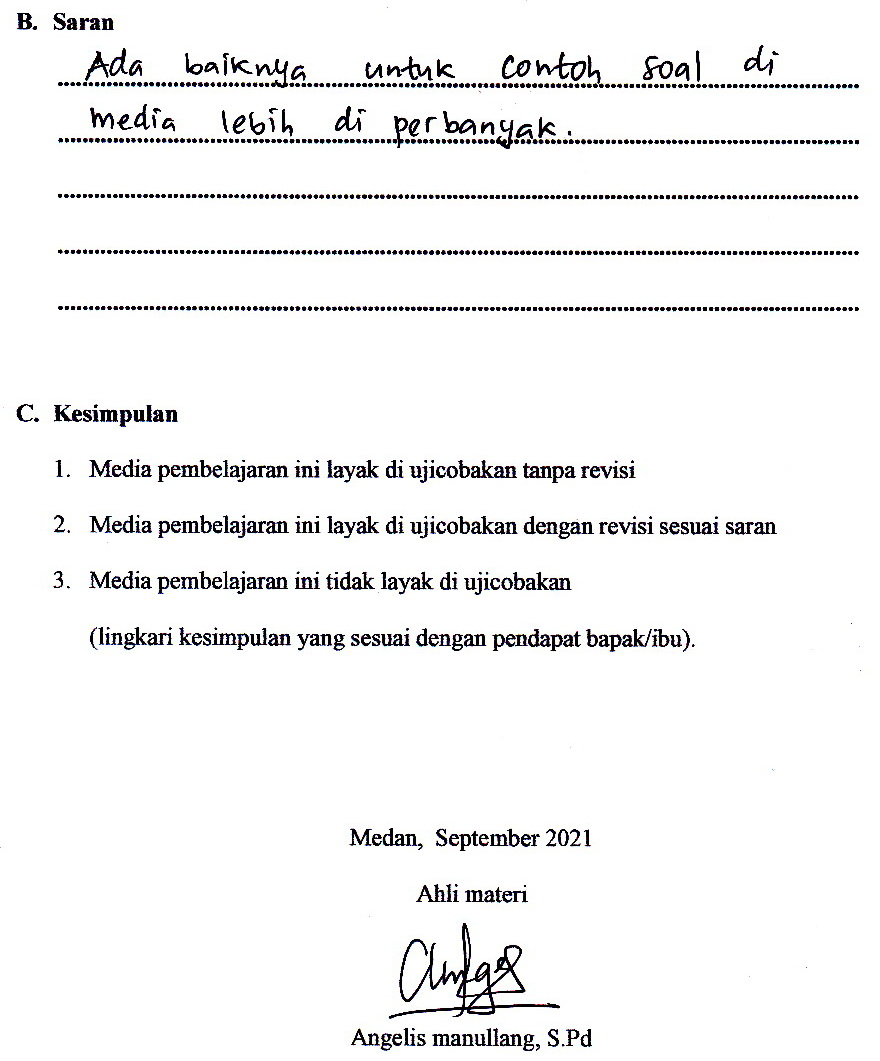 B. Saran
Ada baiknya untuk contoh soal di
media lebih di perbanyak.
C. Kesimpulan
1. Media pembelajaran ini layak di ujicobakan tanpa revisi
2. Media pembelajaran ini layak di ujicobakan dengan revisi sesuai saran
3. Media pembelajaran ini tidak layak di ujicobakan
(lingkari kesimpulan yang sesuai dengan pendapat bapak/ibu).
Medan, September 2021
Ahli materi
Angelis manullang, S.Pd